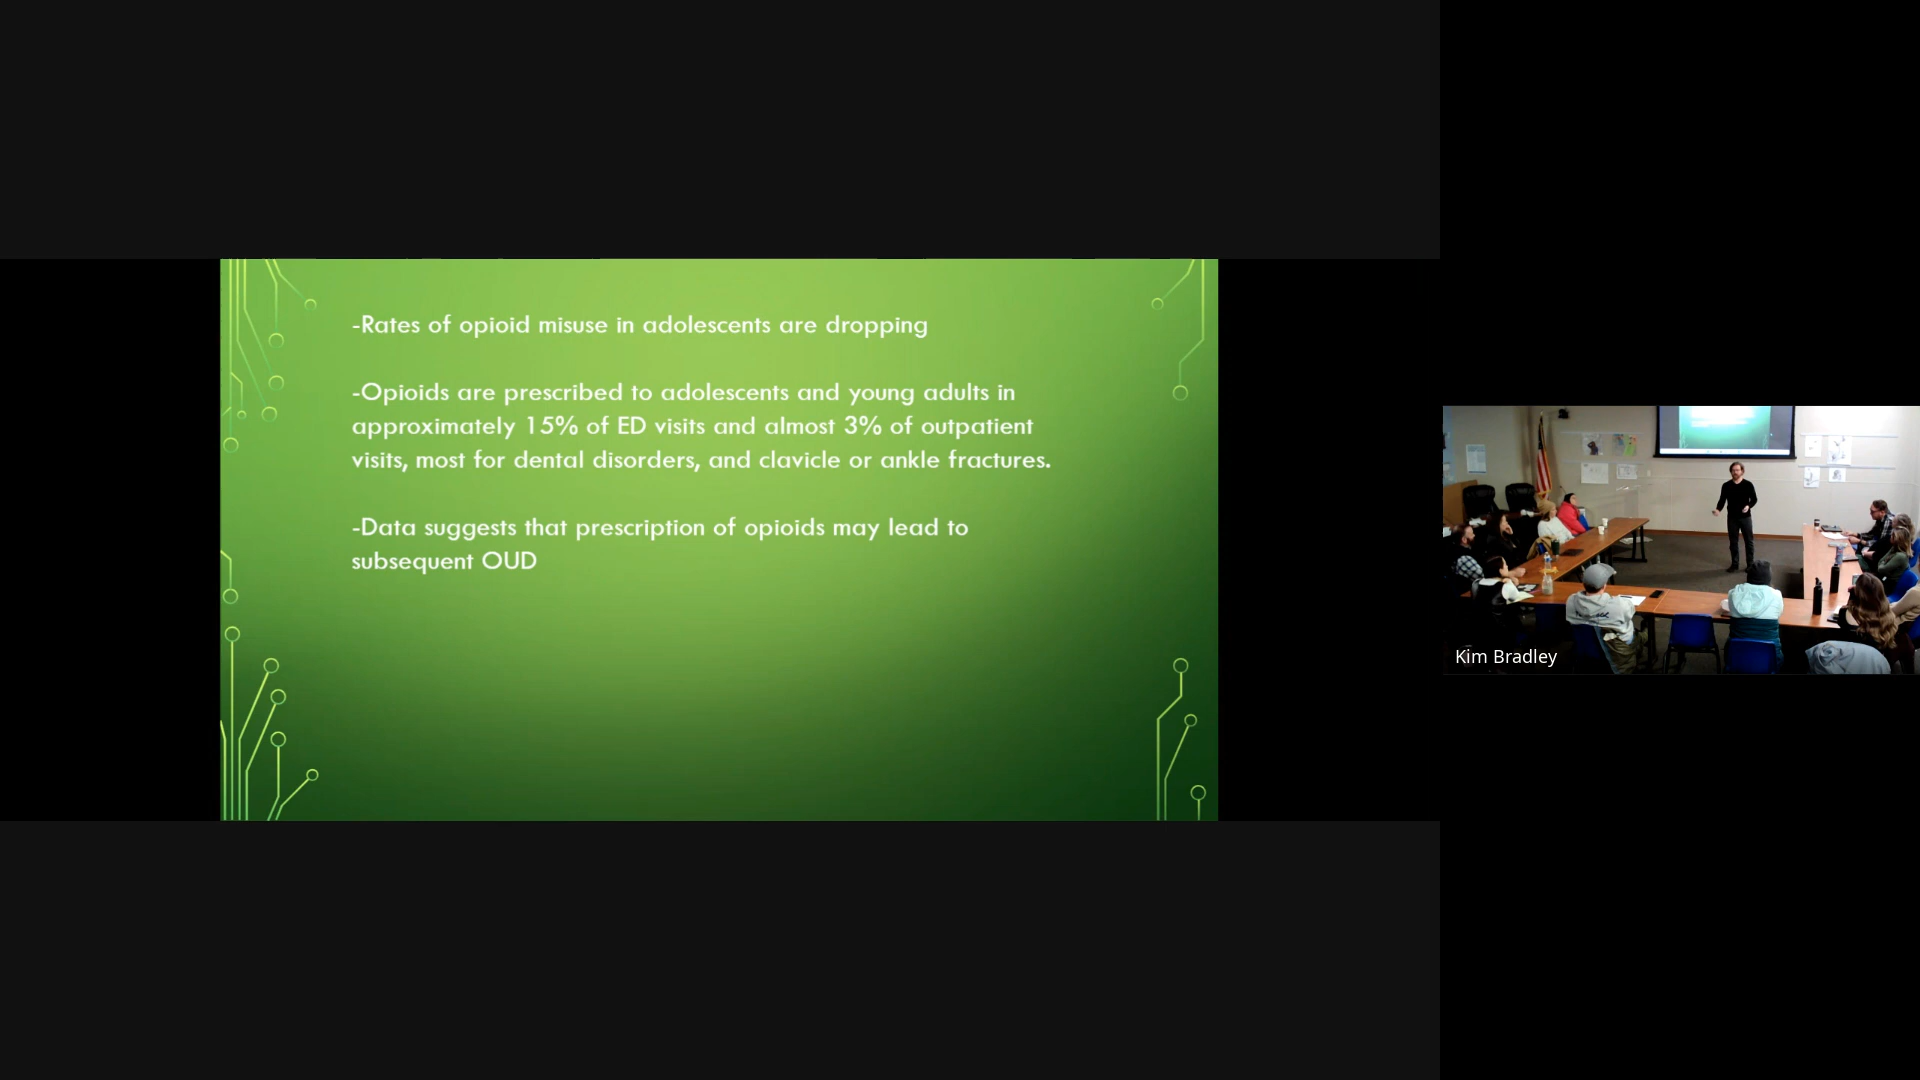 -Rates of opioid misuse in adolescents are dropping
-Opioids are prescribed to adolescents and young adults in
approximately 15% of ED visits and almost 3% of outpatient
visits, most for dental disorders, and clavicle or ankle fractures.
-Data suggests that prescription of opioids may lead to
subsequent OUD
Kim Bradley